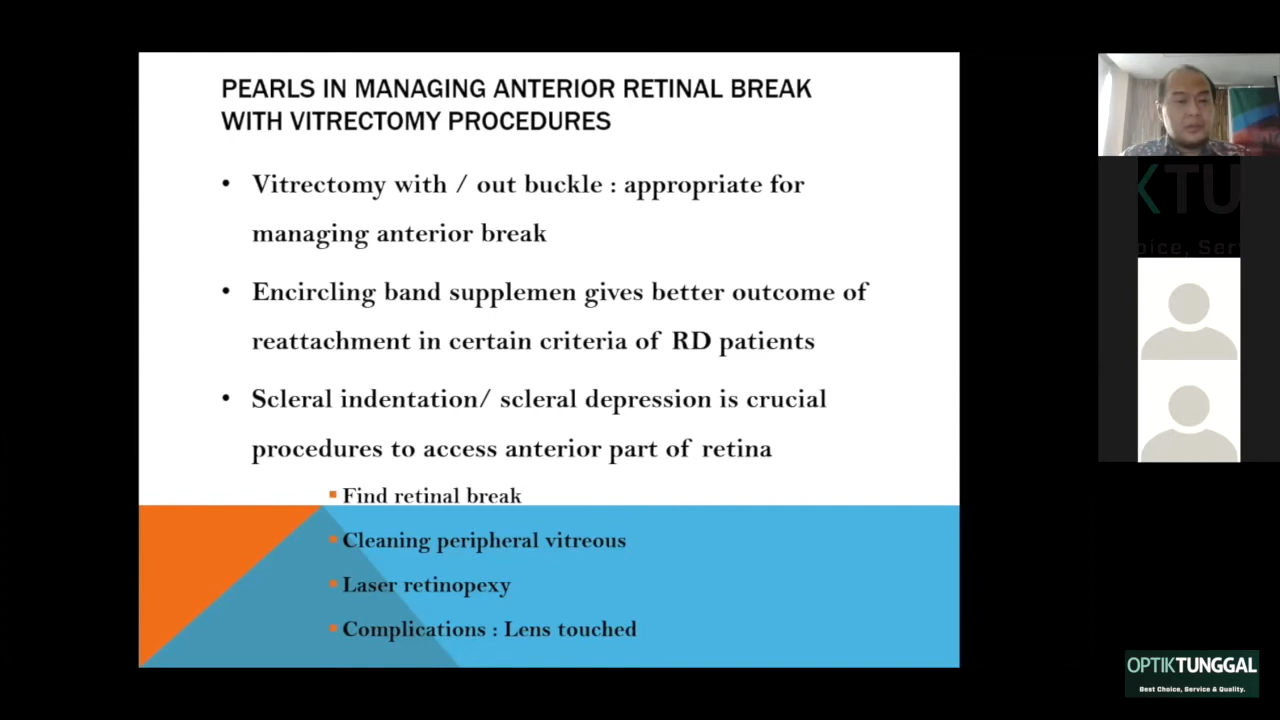 PEARLS IN MANAGING ANTERIOR RETINAL BREAK
WITH VITRECTOMY PROCEDURES
• Vitrectomy with / out buckle : appropriate for
managing anterior break
• Encircling band supplemen gives better outcome of
reattachment in certain criteria of RD patients
• Scleral indentation/ scleral depression is crucial
procedures to access anterior part of retina
Find retinal break
Cleaning peripheral vitreous
Laser retinopexy
Complications : Lens touched
KTU
oice, Ser
OPTIKTUNGGAL
Best Choice, Service & Quality.